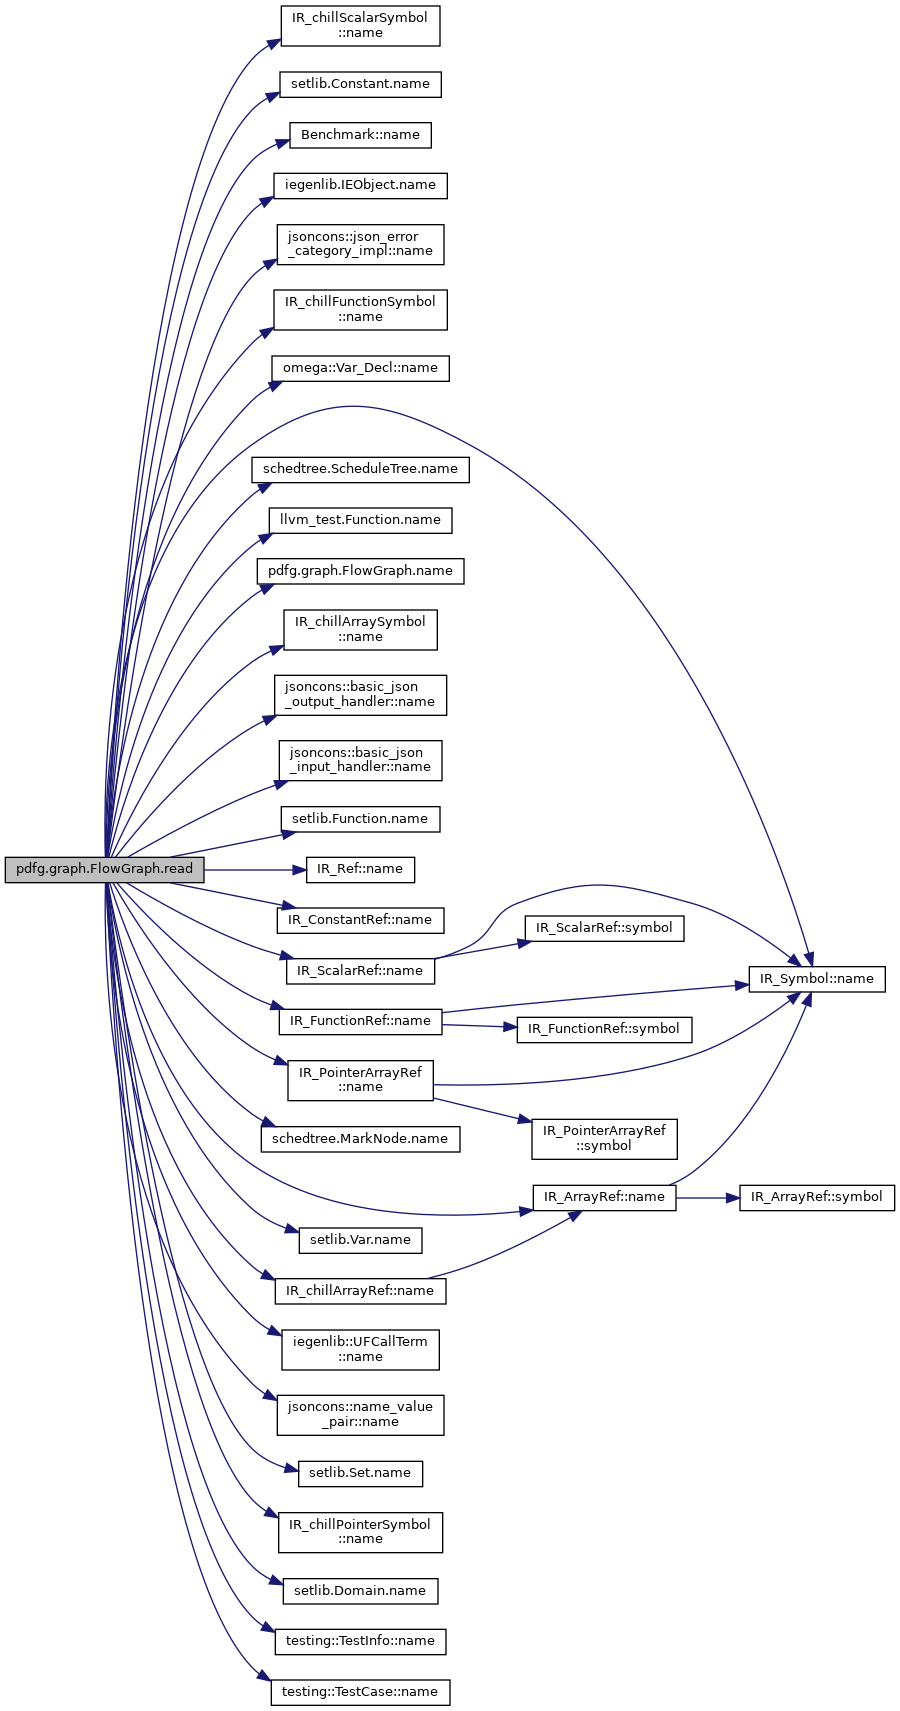 IR_chillScalarSymbol
::name
setlib.Constant.name
Benchmark::name
iegenlib.IEObject.name
jsoncons::json_error
_category_impl::name
IR_chillFunctionSymbol
::name
omega::Var_Decl::name
schedtree.ScheduleTree.name
llvm_test.Function.name
pdfg.graph.FlowGraph.name
IR_chillArraySymbol
::name
jsoncons::basic_json
_output_handler::name
jsoncons::basic_json
_input_handler::name
setlib.Function.name
pdfg.graph.FlowGraph.read
IR_Ref::name
IR_ConstantRef::name
IR_ScalarRef::symbol
IR_ScalarRef::name
IR_Symbol::name
IR_FunctionRef::name
IR_FunctionRef::symbol
IR_PointerArrayRef
::name
schedtree.MarkNode.name
IR_PointerArrayRef
::symbol
IR_ArrayRef::name
IR_ArrayRef::symbol
setlib.Var.name
IR_chillArrayRef::name
iegenlib::UFCallTerm
::name
jsoncons::name_value
_pair::name
setlib.Set.name
IR_chillPointerSymbol
::name
setlib.Domain.name
testing::TestInfo::name
testing::TestCase::name